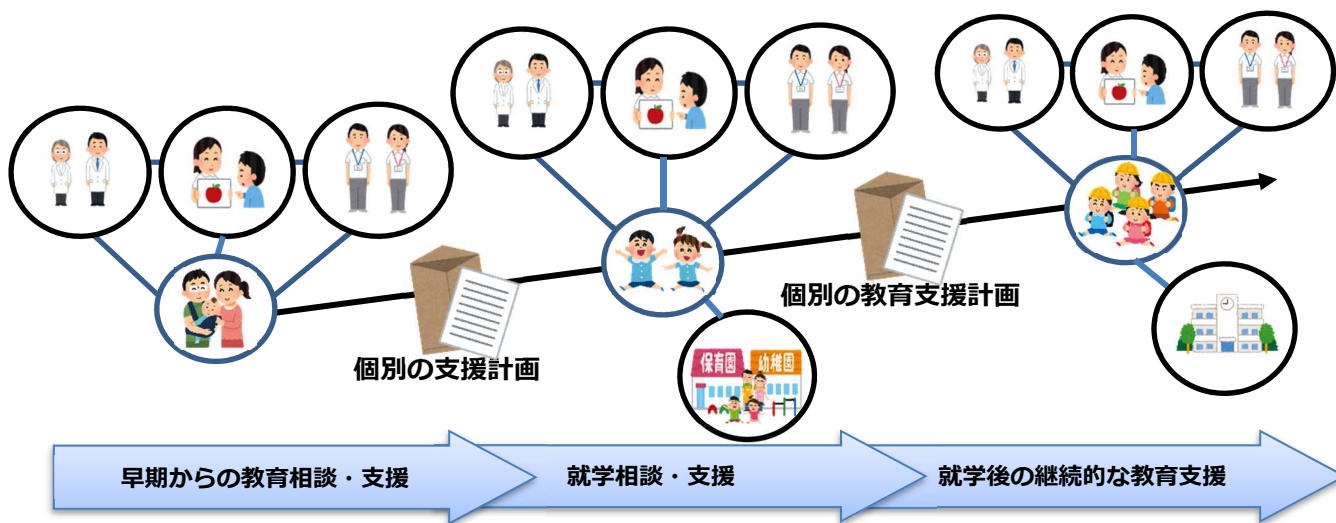 個別の教育支援計画
個別の支援計画
保育園 幼稚園
早期からの教育相談・支援
就学相談・支援
就学後の継続的な教育支援